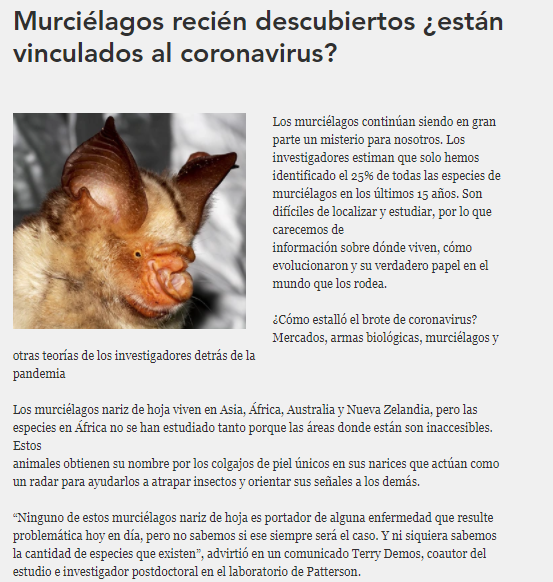 Murciélagos recién descubiertos ¿están
vinculados al coronavirus?
Los murciélagos continúan siendo en gran
parte un misterio para nosotros. Los
investigadores estiman que solo hemos
identificado el 25% de todas las especies de
murciélagos en los últimos 15 años. Son
difíciles de localizar y estudiar, por lo que
carecemos de
información sobre dónde viven, cómo
evolucionaron y su verdadero papel en el
mundo que los rodea.
¿Cómo estalló el brote de coronavirus?
Mercados, armas biológicas, murciélagos y
otras teorías de los investigadores detrás de la
pandemia
Los murciélagos nariz de hoja viven en Asia, África, Australia y Nueva Zelandia, pero las
especies en África no se han estudiado tanto porque las áreas donde están son inaccesibles.
Estos
animales obtienen su nombre por los colgajos de piel únicos en sus narices que actúan como
un radar para ayudarlos a atrapar insectos y orientar sus señales a los demás.
“Ninguno de estos murciélagos nariz de hoja es portador de alguna enfermedad que resulte
problemática hoy en día, pero no sabemos si ese siempre será el caso. Y ni siquiera sabemos
la cantidad de especies que existen”, advirtió en un comunicado Terry Demos, coautor del
estudio e investigador postdoctoral en el laboratorio de Patterson.